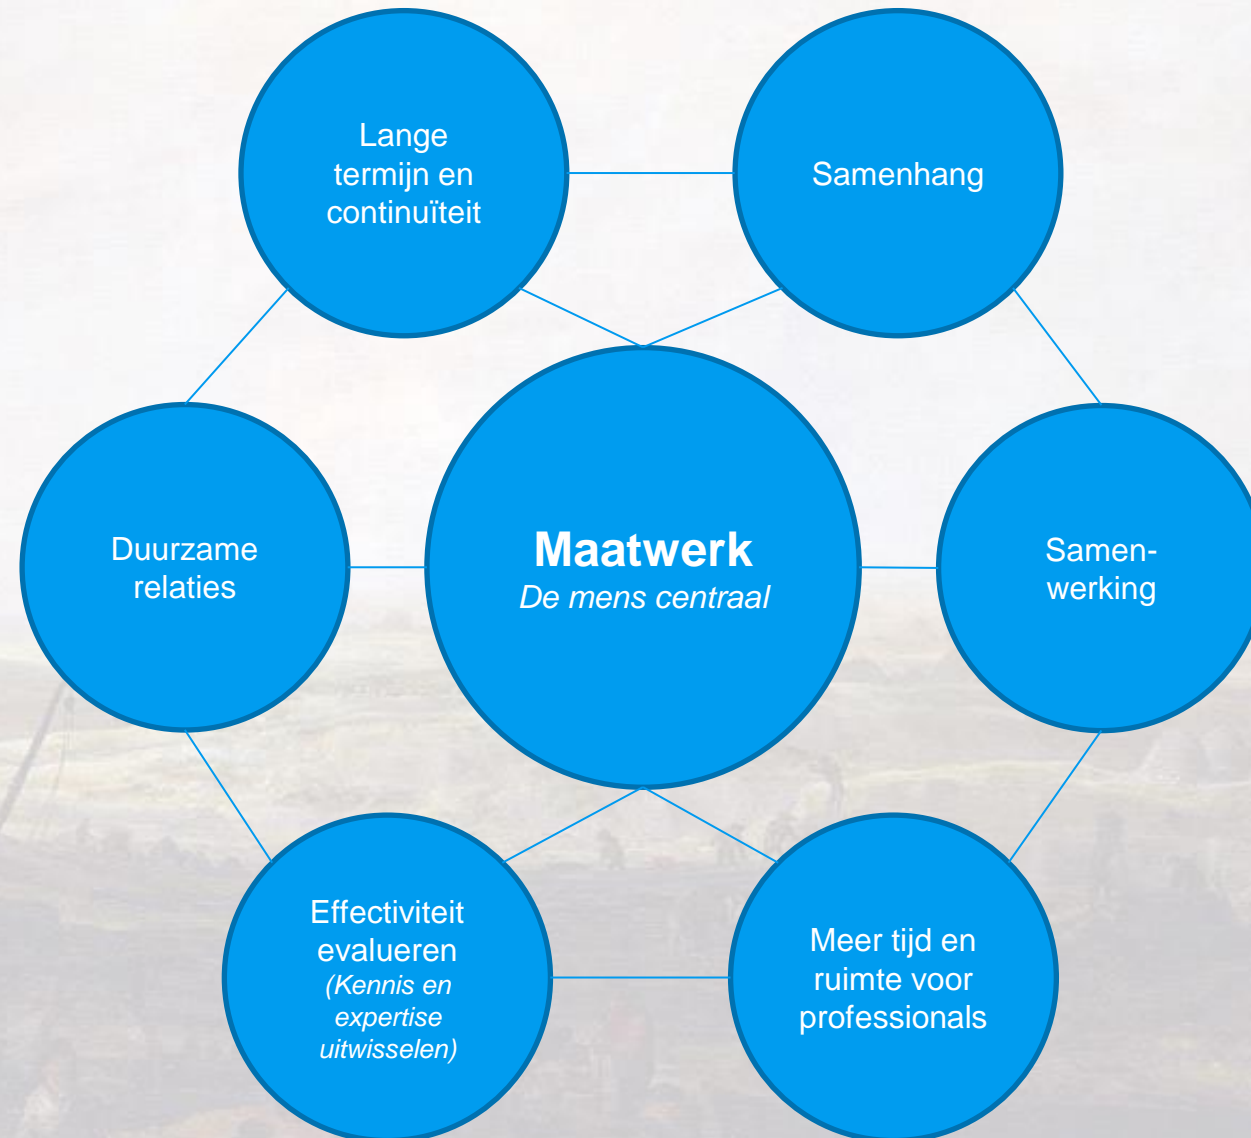 Lange
termijn en
continuïteit
Samenhang
Duurzame
relaties
Maatwerk
De mens centraal
Samen-
werking
Effectiviteit
evalueren
(Kennis en
expertise
uitwisselen)
Meer tijd en
ruimte voor
professionals